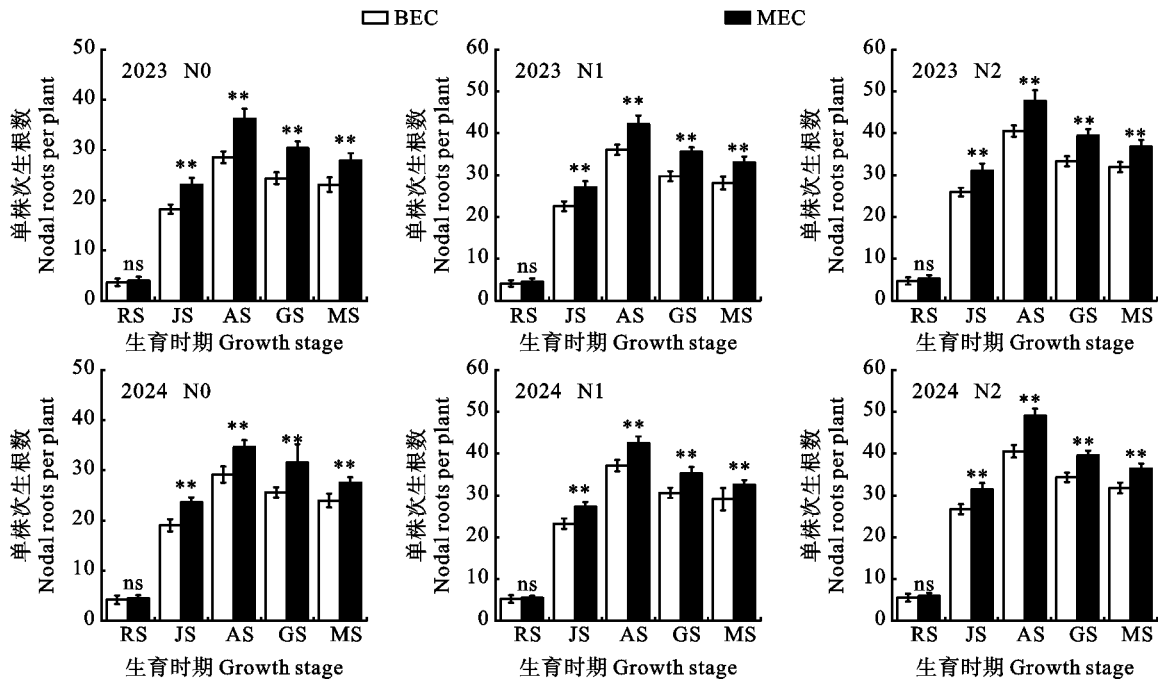 BEC MEC
2023 N0
单株次生根数
Nodal roots per plant
50
40
30
20
10
0
** ** ** **
ns
RS JS AS GS MS
生育时期 Growth stage
2023 N1
单株次生根数
Nodal roots per plant
60
50
40
30
20
10
0
** ** ** **
ns
RS JS AS GS MS
生育时期 Growth stage
2023 N2
单株次生根数
Nodal roots per plant
60
50
40
30
20
10
0
** ** ** **
ns
RS JS AS GS MS
生育时期 Growth stage
2024 N0
单株次生根数
Nodal roots per plant
50
40
30
20
10
0
** ** ** **
ns
RS JS AS GS MS
生育时期 Growth stage
2024 N1
单株次生根数
Nodal roots per plant
60
50
40
30
20
10
0
** ** ** **
ns
RS JS AS GS MS
生育时期 Growth stage
2024 N2
单株次生根数
Nodal roots per plant
60
50
40
30
20
10
0
** ** ** **
ns
RS JS AS GS MS
生育时期 Growth stage